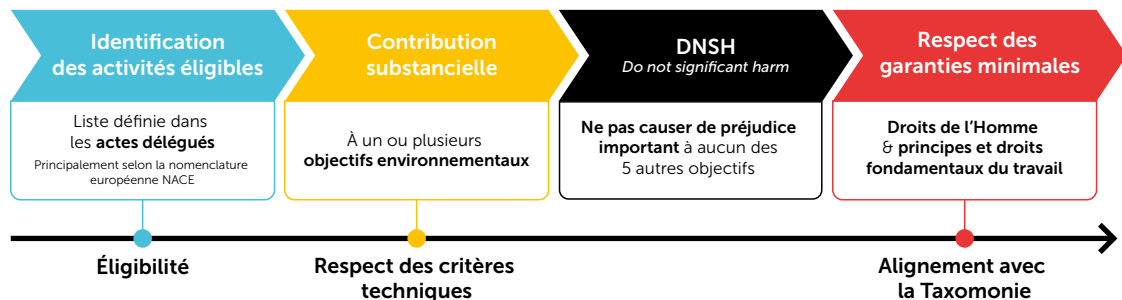 Identification
des activités éligibles
Contribution
substancielle
DNSH
Do not significant harm
Respect des
garanties minimales
Liste définie dans
les actes délégués
Principalement selon la nomenclature
européenne NACE
À un ou plusieurs
objectifs environnementaux
Ne pas causer de préjudice
important à aucun des
5 autres objectifs
Droits de l'Homme
& principes et droits
fondamentaux du travail
Éligibilité
Respect des critères
techniques
Alignement avec
la Taxomonie